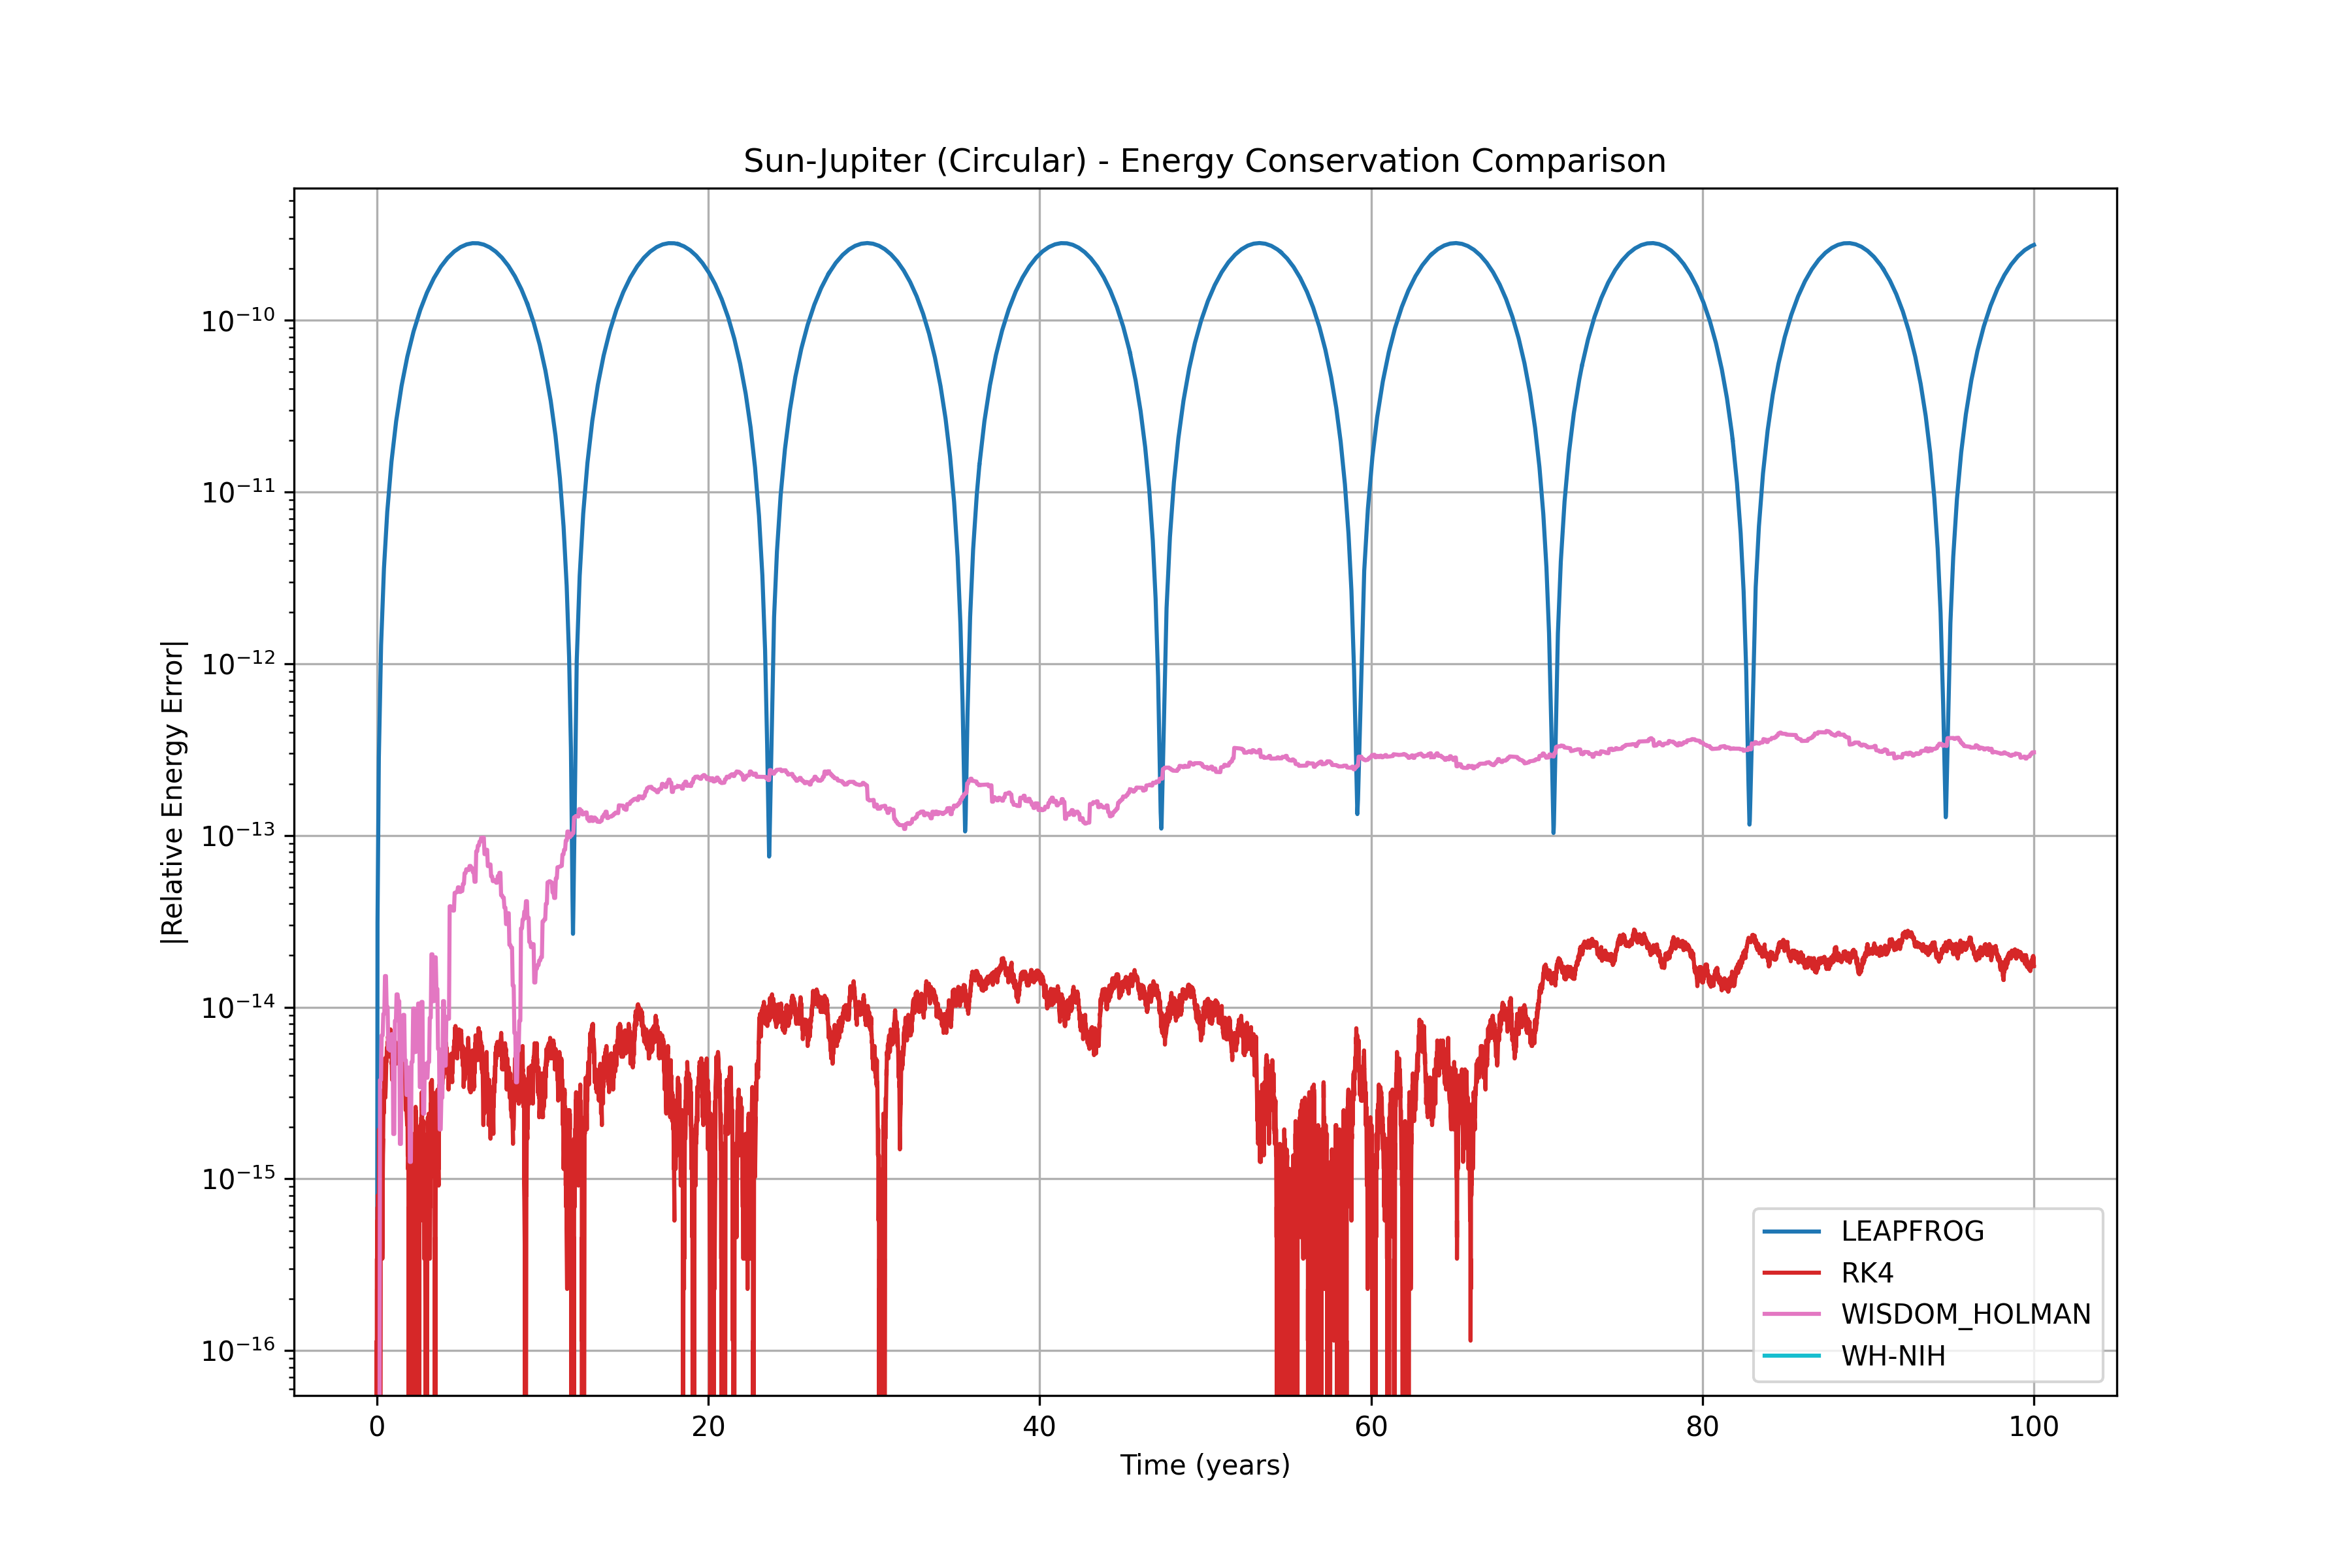 Sun-Jupiter (Circular) - Energy Conservation Comparison
|Relative Energy Error|
10⁻¹⁰
10⁻¹¹
10⁻¹²
10⁻¹³
10⁻¹⁴
10⁻¹⁵
10⁻¹⁶
LEAPFROG
RK4
WISDOM_HOLMAN
WH-NIH
0 20 40 60 80 100
Time (years)